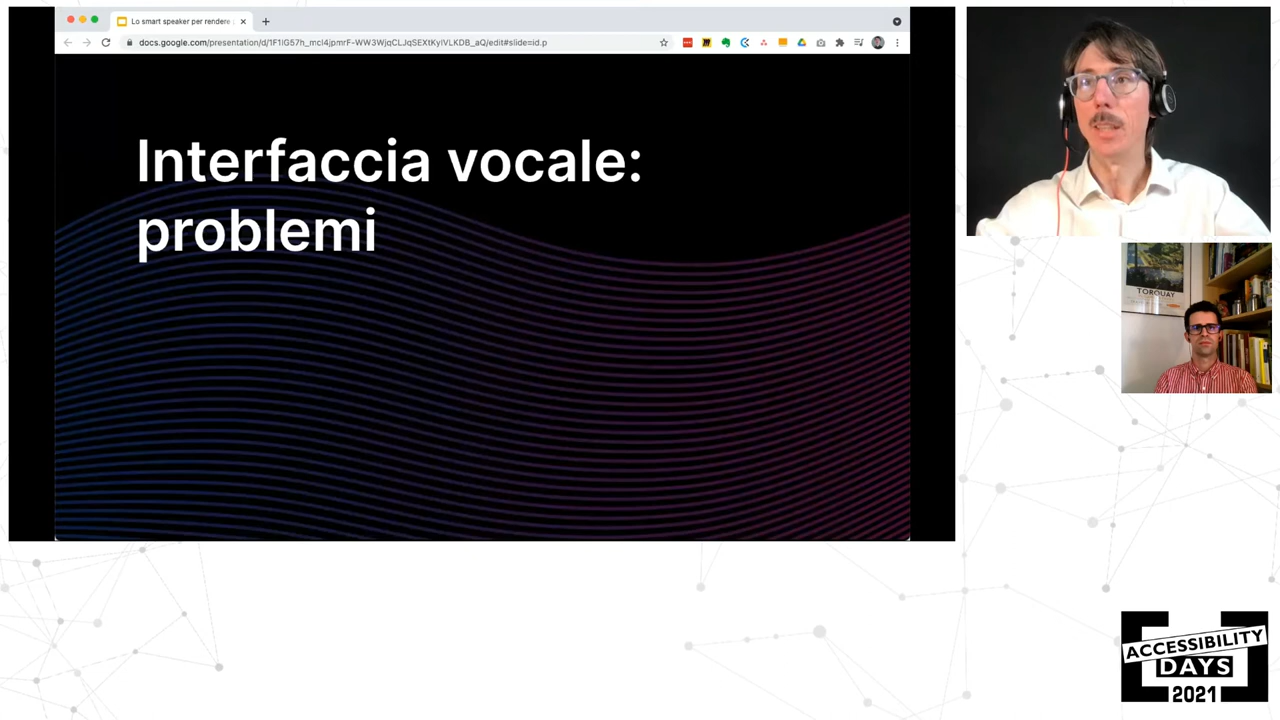 Lo smart speaker per rendere
docs.google.com/presentation/d/1F1IG57h_mcl4jpmrF-WW3WjqCLJqSEXtKyIVLKDB_aQ/edit#slide=id.p
Interfaccia vocale:
problemi
TORQUAY
ACCESSIBILITY
DAYS
2021